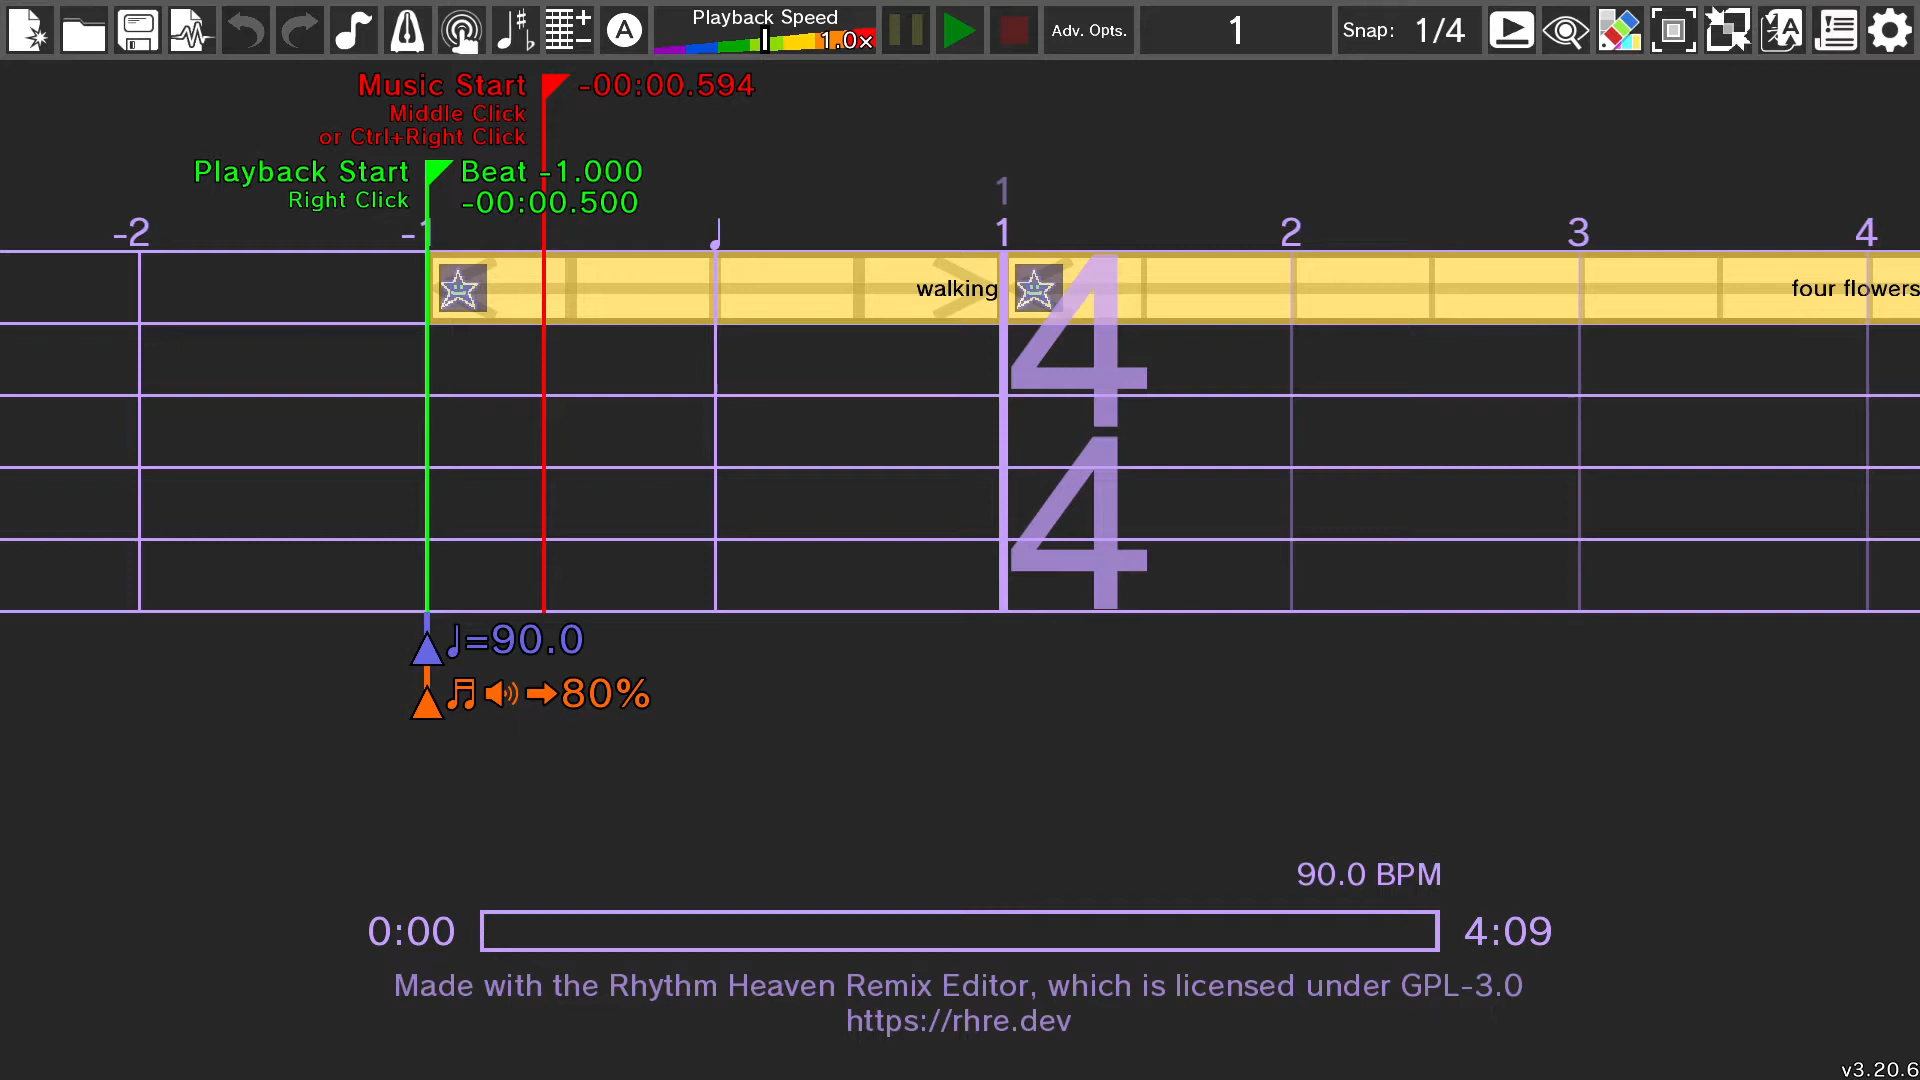 A
Playback Speed
1.0x
Adv. Opts.
1
Snap: 1/4
A
Music Start
-00:00.594
Middle Click
or Ctrl+Right Click
Playback Start
Beat -1.000
Right Click
-00:00.500
1
-2 -1 ♩ 1 2 3 4
walking
four flowers
4
4
♩=90.0
80%
90.0 BPM
0:00
4:09
Made with the Rhythm Heaven Remix Editor, which is licensed under GPL-3.0
https://rhre.dev
v3.20.6